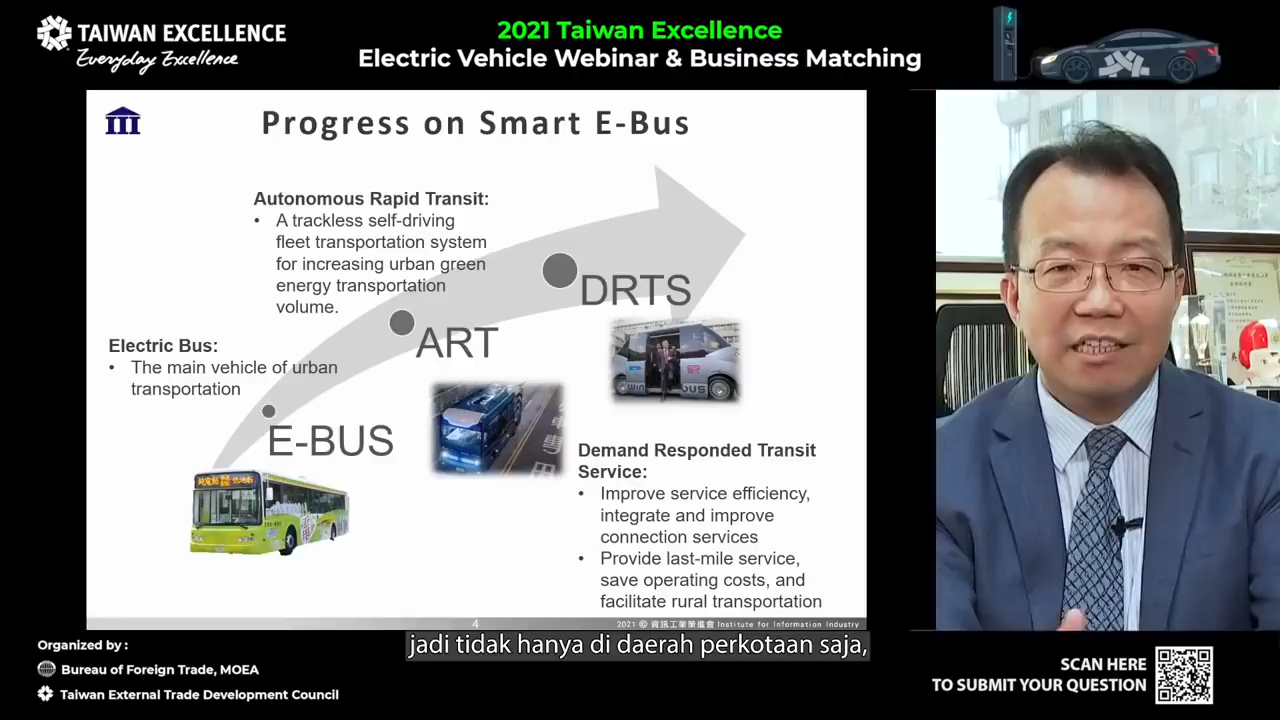 TAIWAN EXCELLENCE
Everyday Excellence
2021 Taiwan Excellence
Electric Vehicle Webinar & Business Matching
Progress on Smart E-Bus
Autonomous Rapid Transit:
• A trackless self-driving
fleet transportation system
for increasing urban green
energy transportation
volume.
DRTS
ART
Electric Bus:
• The main vehicle of urban
transportation
E-BUS
WinBus
Demand Responded Transit
Service:
• Improve service efficiency,
integrate and improve
connection services
• Provide last-mile service,
save operating costs, and
facilitate rural transportation
4
2021 © 資訊工業策進會 Institute for Information Industry
jadi tidak hanya di daerah perkotaan saja,
Organized by :
Bureau of Foreign Trade, MOEA
Taiwan External Trade Development Council
SCAN HERE
TO SUBMIT YOUR QUESTION